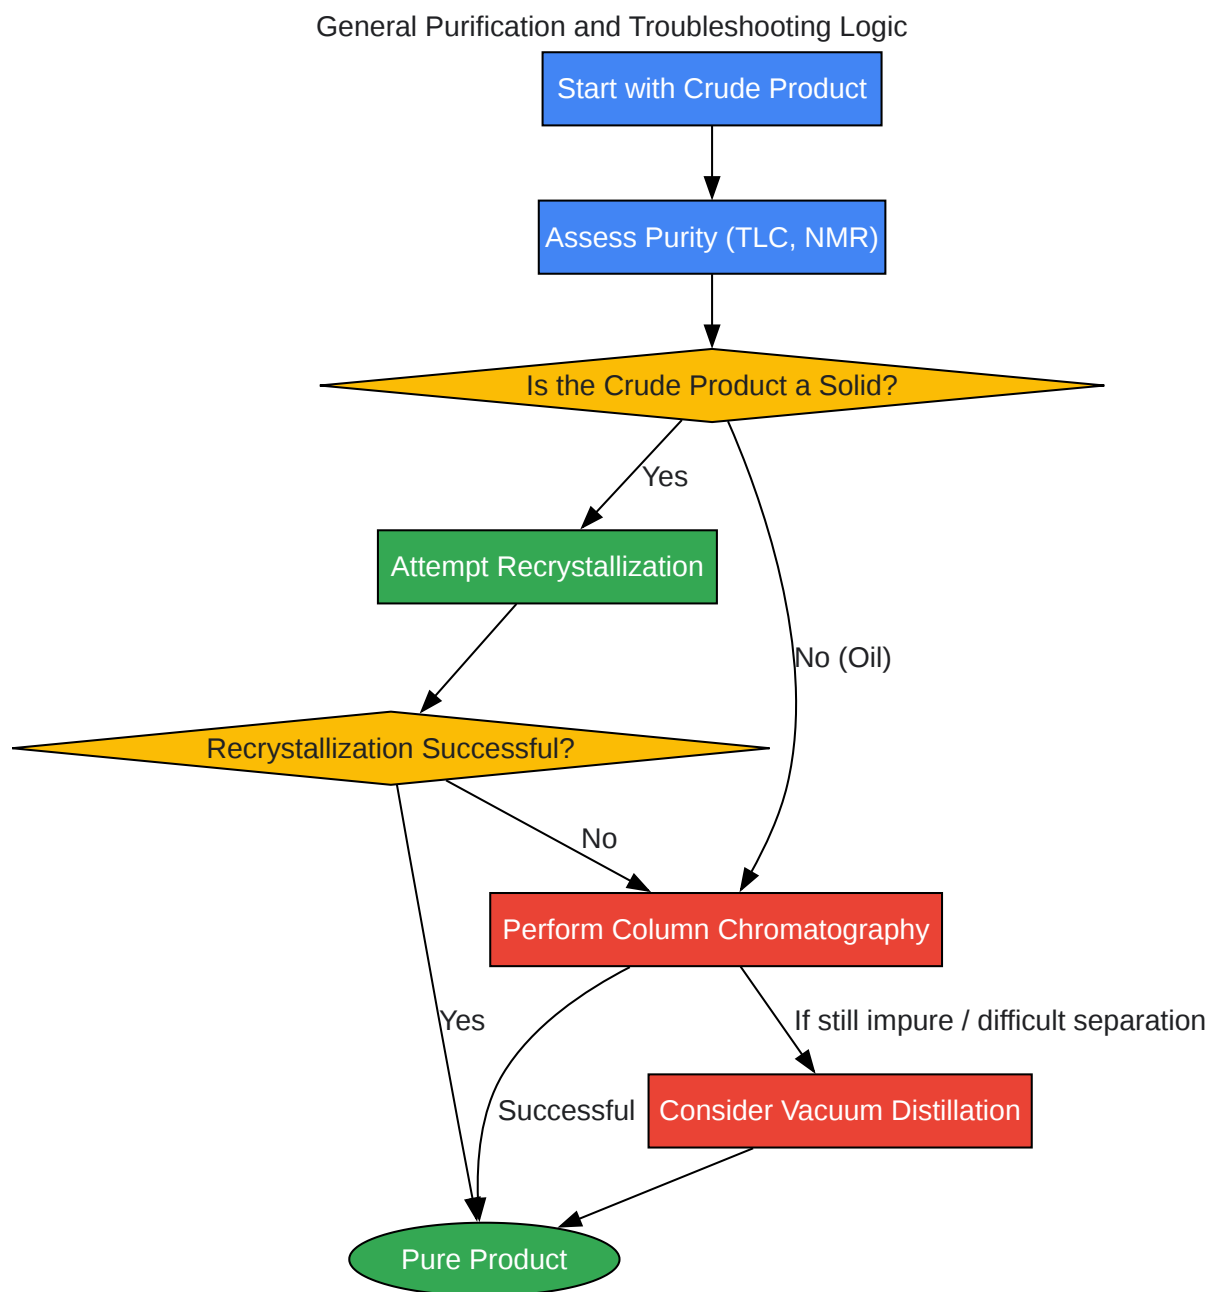 General Purification and Troubleshooting Logic
Start with Crude Product
Assess Purity (TLC, NMR)
Is the Crude Product a Solid?
Yes
Attempt Recrystallization
No (Oil)
Recrystallization Successful?
No
Perform Column Chromatography
Yes
If still impure / difficult separation
Successful
Consider Vacuum Distillation
Pure Product